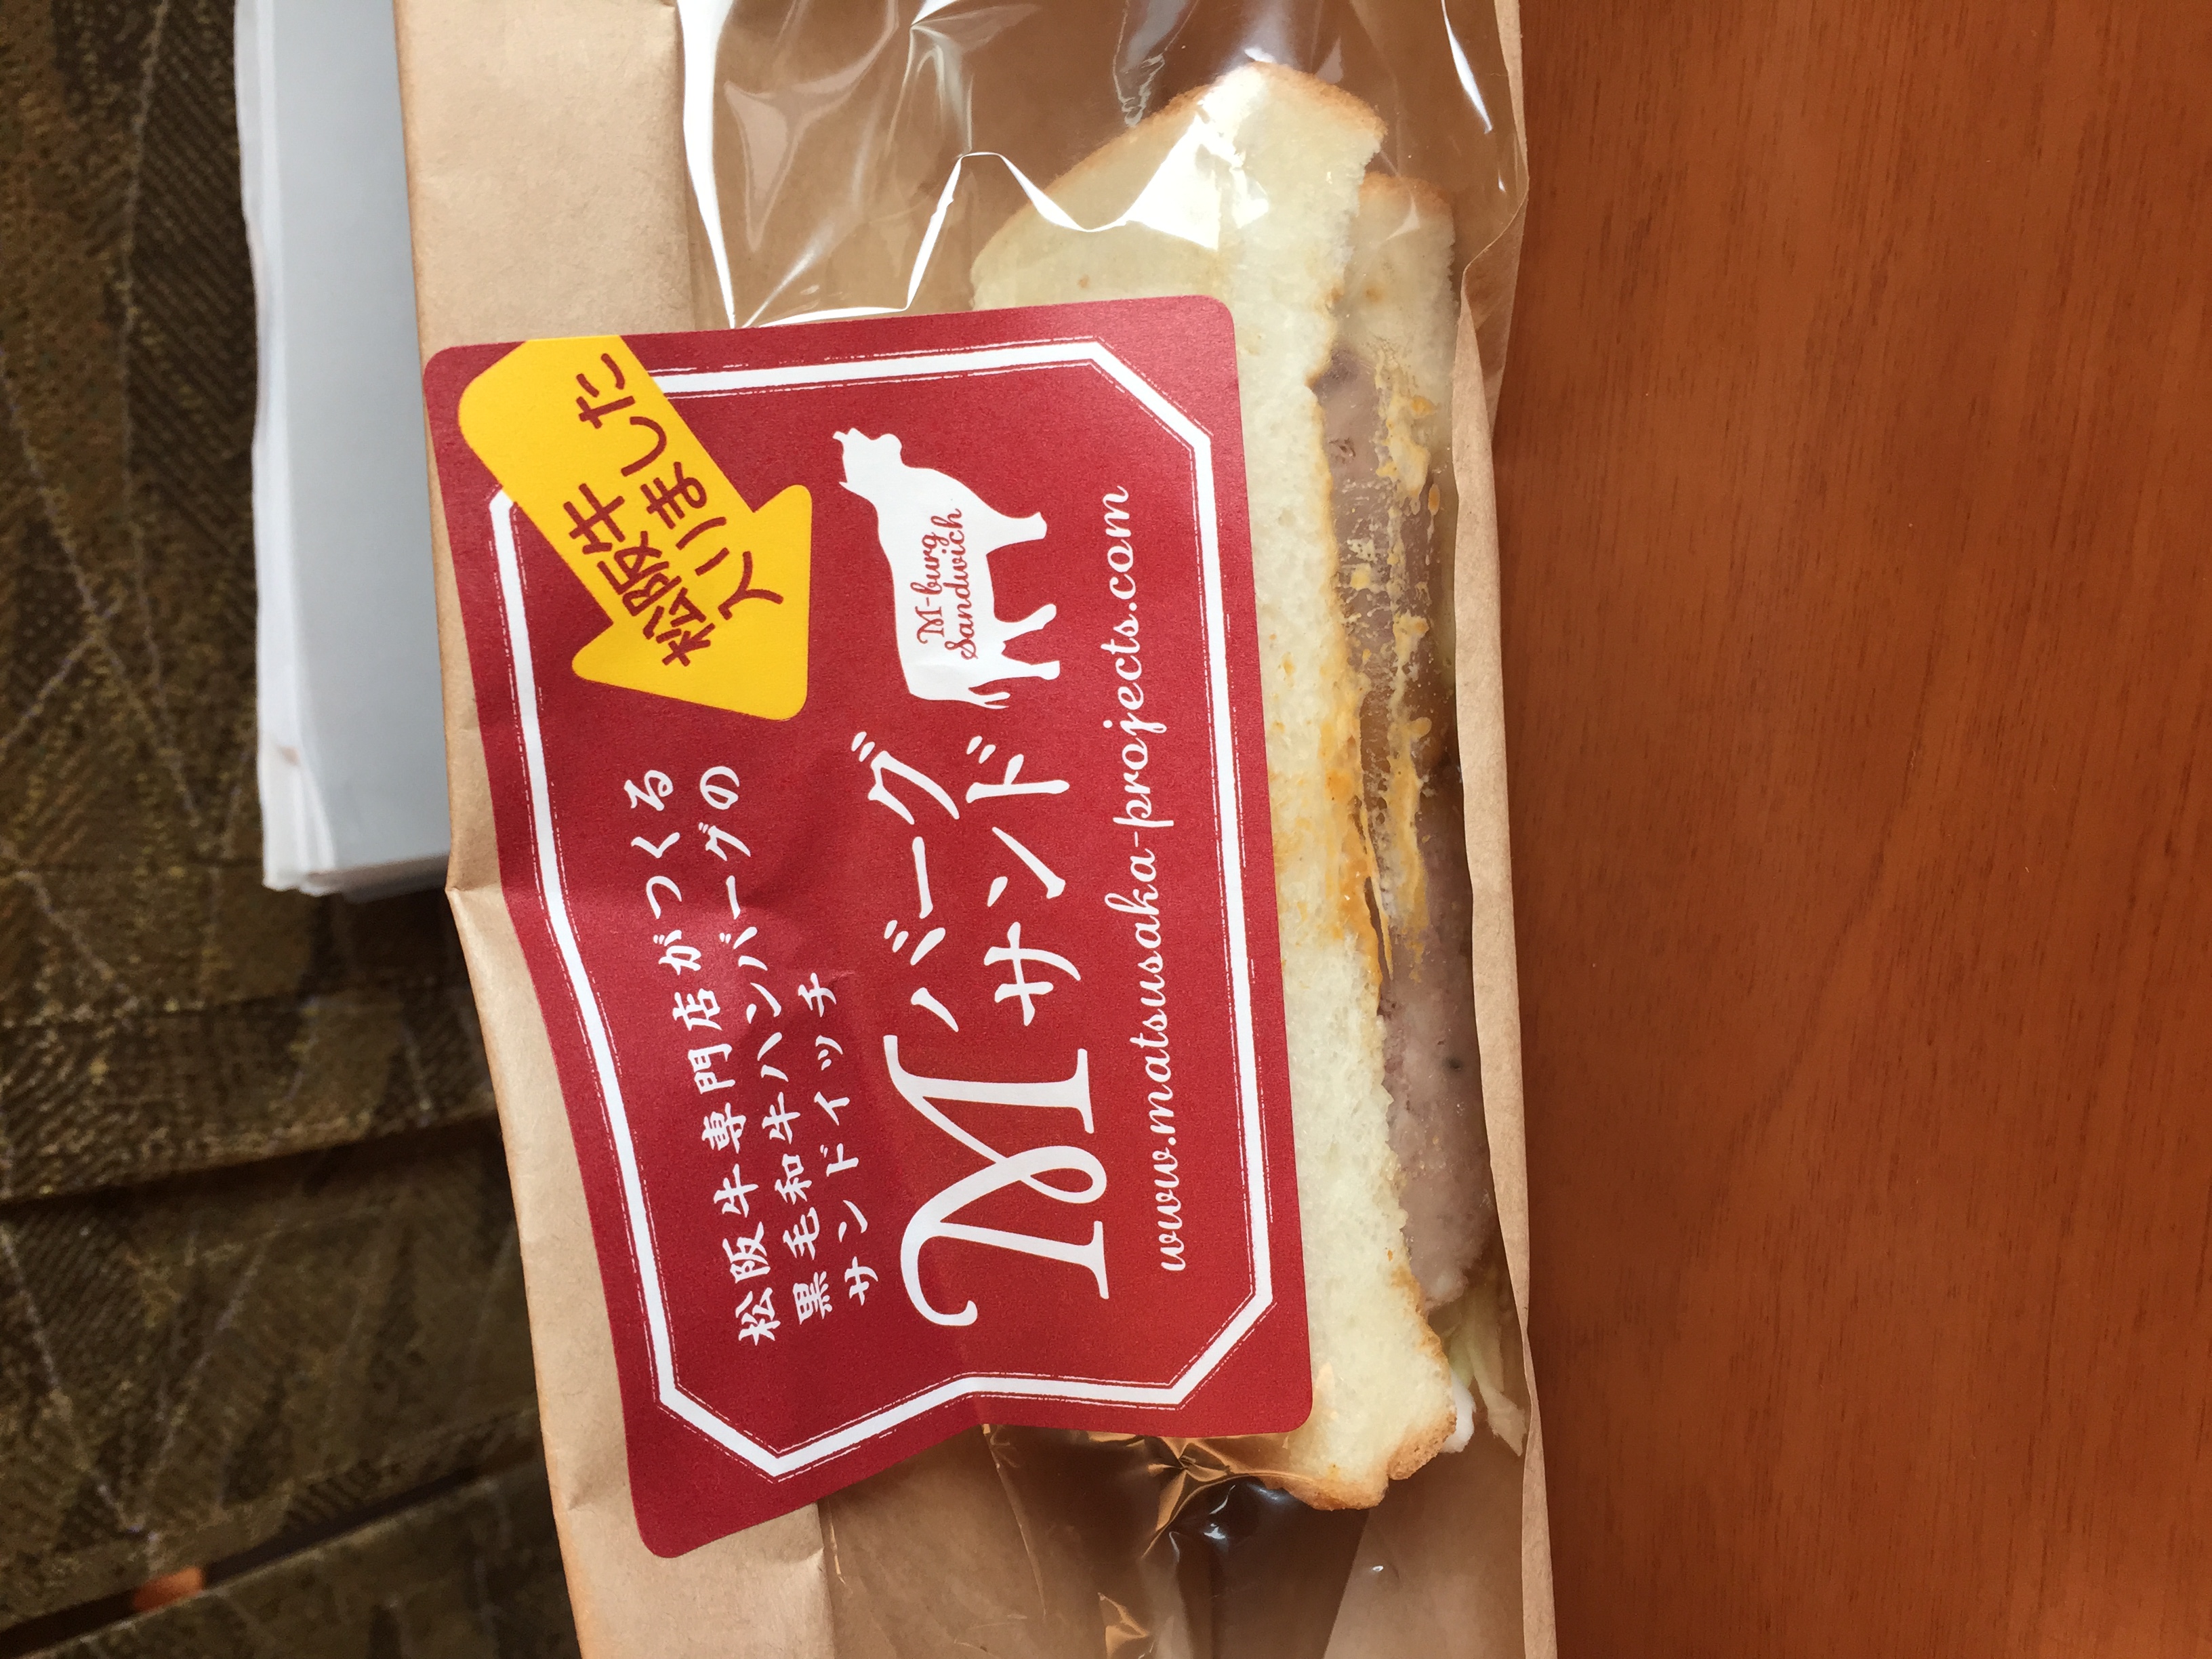 松阪牛
入りました
松阪牛専門店がつくる
黒毛和牛ハンバーグの
サンドイッチ
Mバーグ
サンド
M-burg
Sandwich
www.matsusaka-projects.com